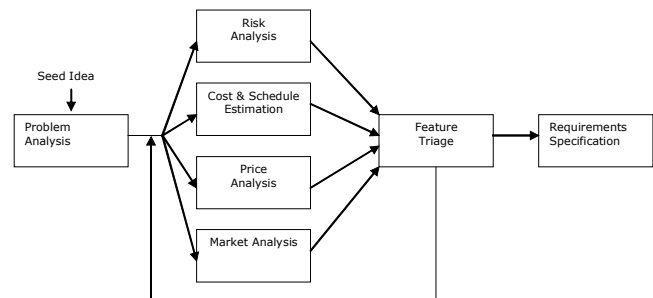 Seed Idea
Problem
Analysis
Risk
Analysis
Cost & Schedule
Estimation
Price
Analysis
Market Analysis
Feature
Triage
Requirements
Specification